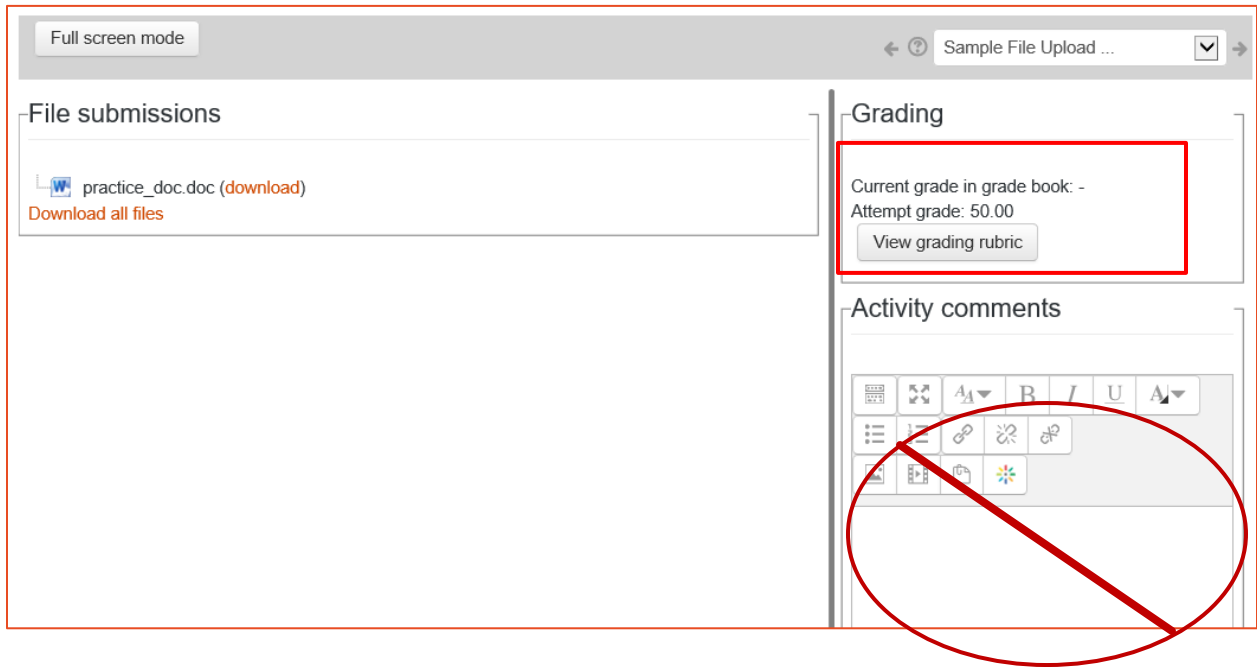 Full screen mode
Sample File Upload ...
File submissions
practice_doc.doc (download)
Download all files
Grading
Current grade in grade book: -
Attempt grade: 50.00
View grading rubric
Activity comments